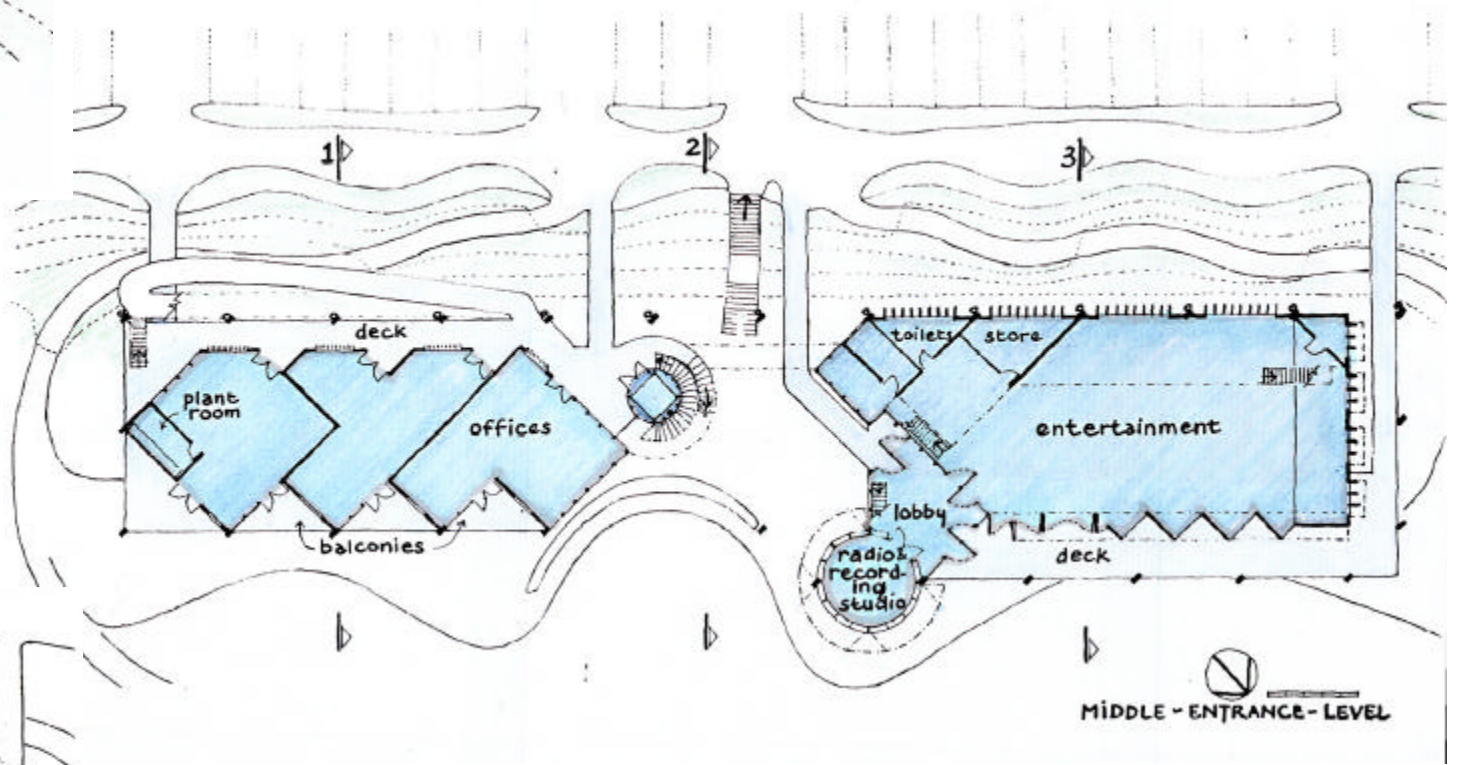 1
2
3
deck
toilets
store
plant
room
offices
entertainment
lobby
balconies
radio &
record-
ing
studio
deck
MIDDLE - ENTRANCE - LEVEL